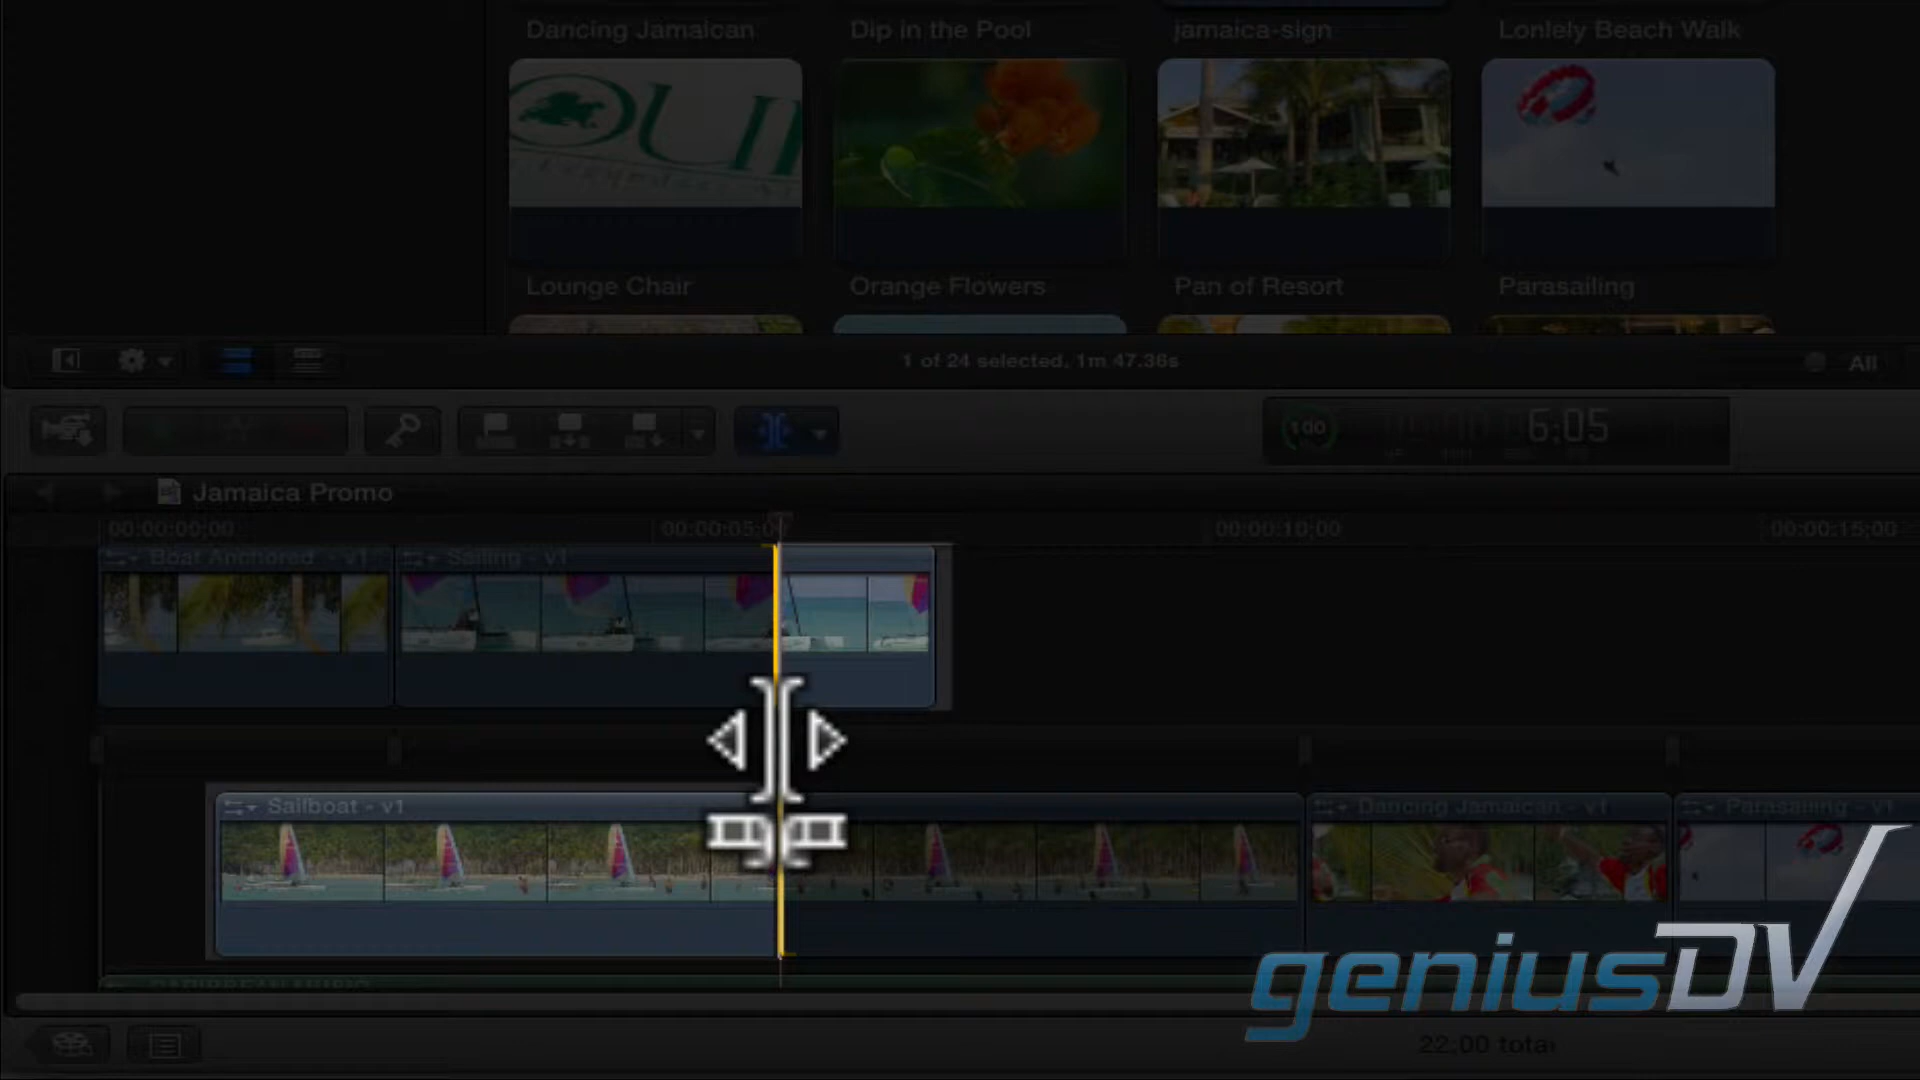 Dancing Jamaican
Dip in the Pool
jamaica-sign
Lonlely Beach Walk
Lounge Chair
Orange Flowers
Pan of Resort
Parasailing
1 of 24 selected, 1m 47.36s
All
100
6:05
Jamaica Promo
00:00:00;00
00:00:05;0
00:00:10;00
00:00:15;00
Boat Anchored - v1
Sailing - v1
Sailboat - v1
Dancing Jamaican - v1
Parasailing - v1
CARIBBEAN MUSIC
geniusDV
22;00 total